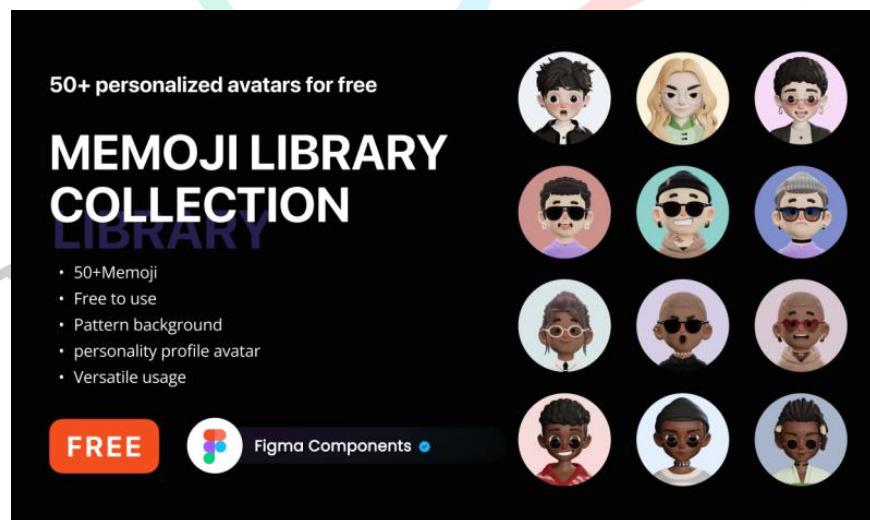 50+ personalized avatars for free
MEMOJI LIBRARY
COLLECTION
LIBRARY
• 50+Memoji
• Free to use
• Pattern background
• personality profile avatar
• Versatile usage
FREE
Figma Components